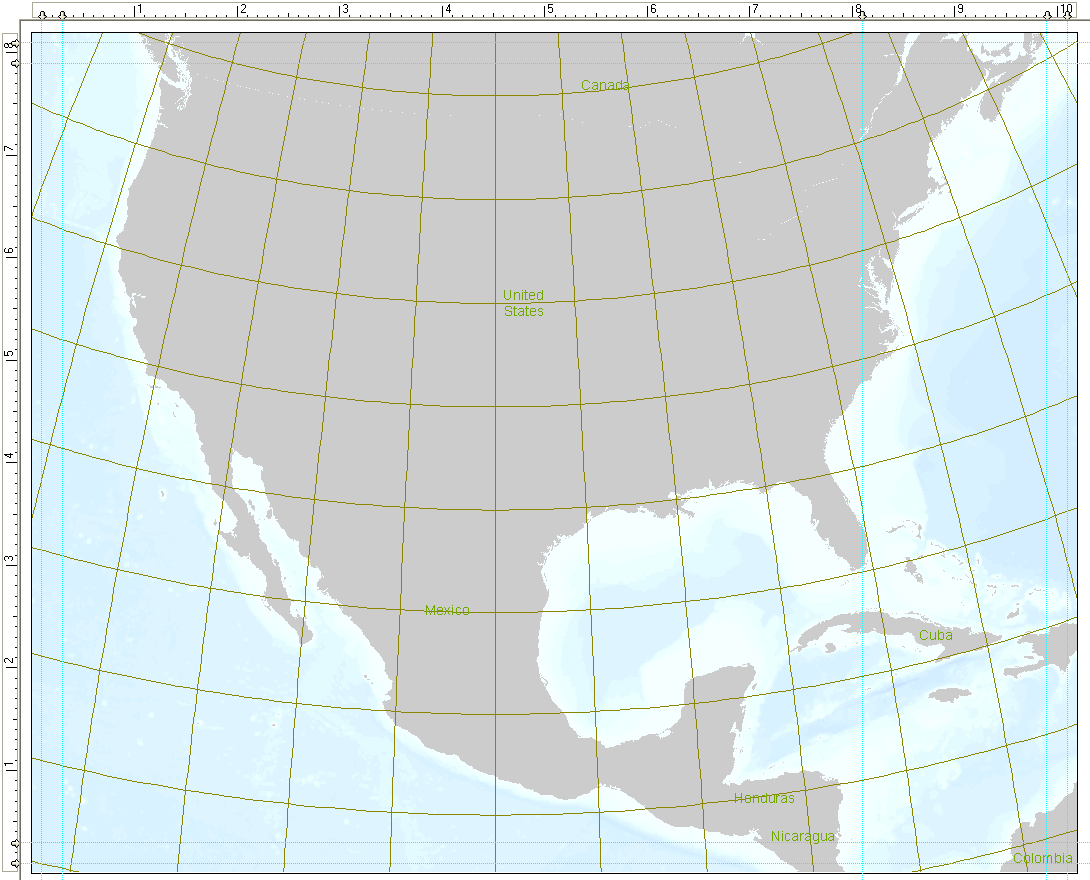 1 2 3 4 5 6 7 8 9 10
8
7
6
5
4
3
2
1
Canada
United
States
Mexico
Cuba
Honduras
Nicaragua
Colombia